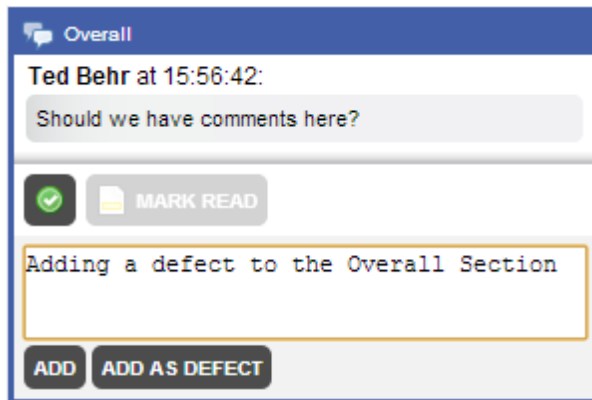 Overall
Ted Behr at 15:56:42:
Should we have comments here?
MARK READ
Adding a defect to the Overall Section
ADD ADD AS DEFECT